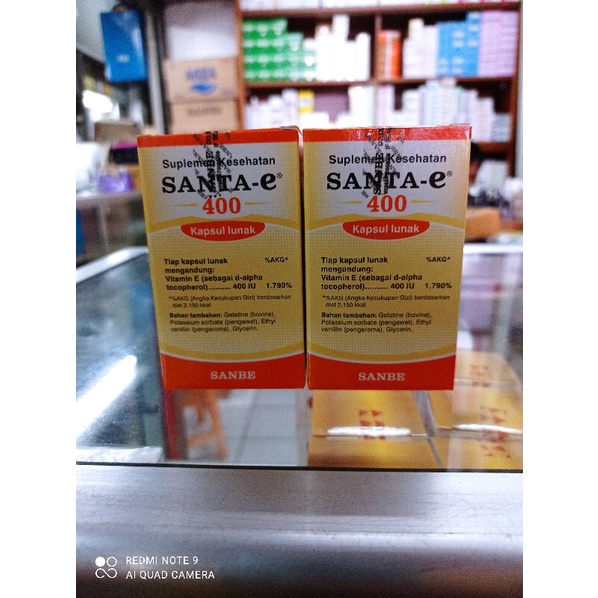 AQUA
Suplemen Kesehatan
SANTA-e®
400
Kapsul lunak
Tiap kapsul lunak %AKG*
mengandung:
Vitamin E (sebagai d-alpha
tocopherol).......... 400 IU 1.790%
*%AKG (Angka Kecukupan Gizi) berdasarkan
diet 2.150 kkal
Bahan tambahan: Gelatine (bovine),
Potassium sorbate (pengawet), Ethyl
vanillin (pengaroma), Glycerin.
SANBE
Suplemen Kesehatan
SANTA-e®
400
Kapsul lunak
Tiap kapsul lunak %AKG*
mengandung:
Vitamin E (sebagai d-alpha
tocopherol).......... 400 IU 1.790%
*%AKG (Angka Kecukupan Gizi) berdasarkan
diet 2.150 kkal
Bahan tambahan: Gelatine (bovine),
Potassium sorbate (pengawet), Ethyl
vanillin (pengaroma), Glycerin.
SANBE
REDMI NOTE 9
AI QUAD CAMERA